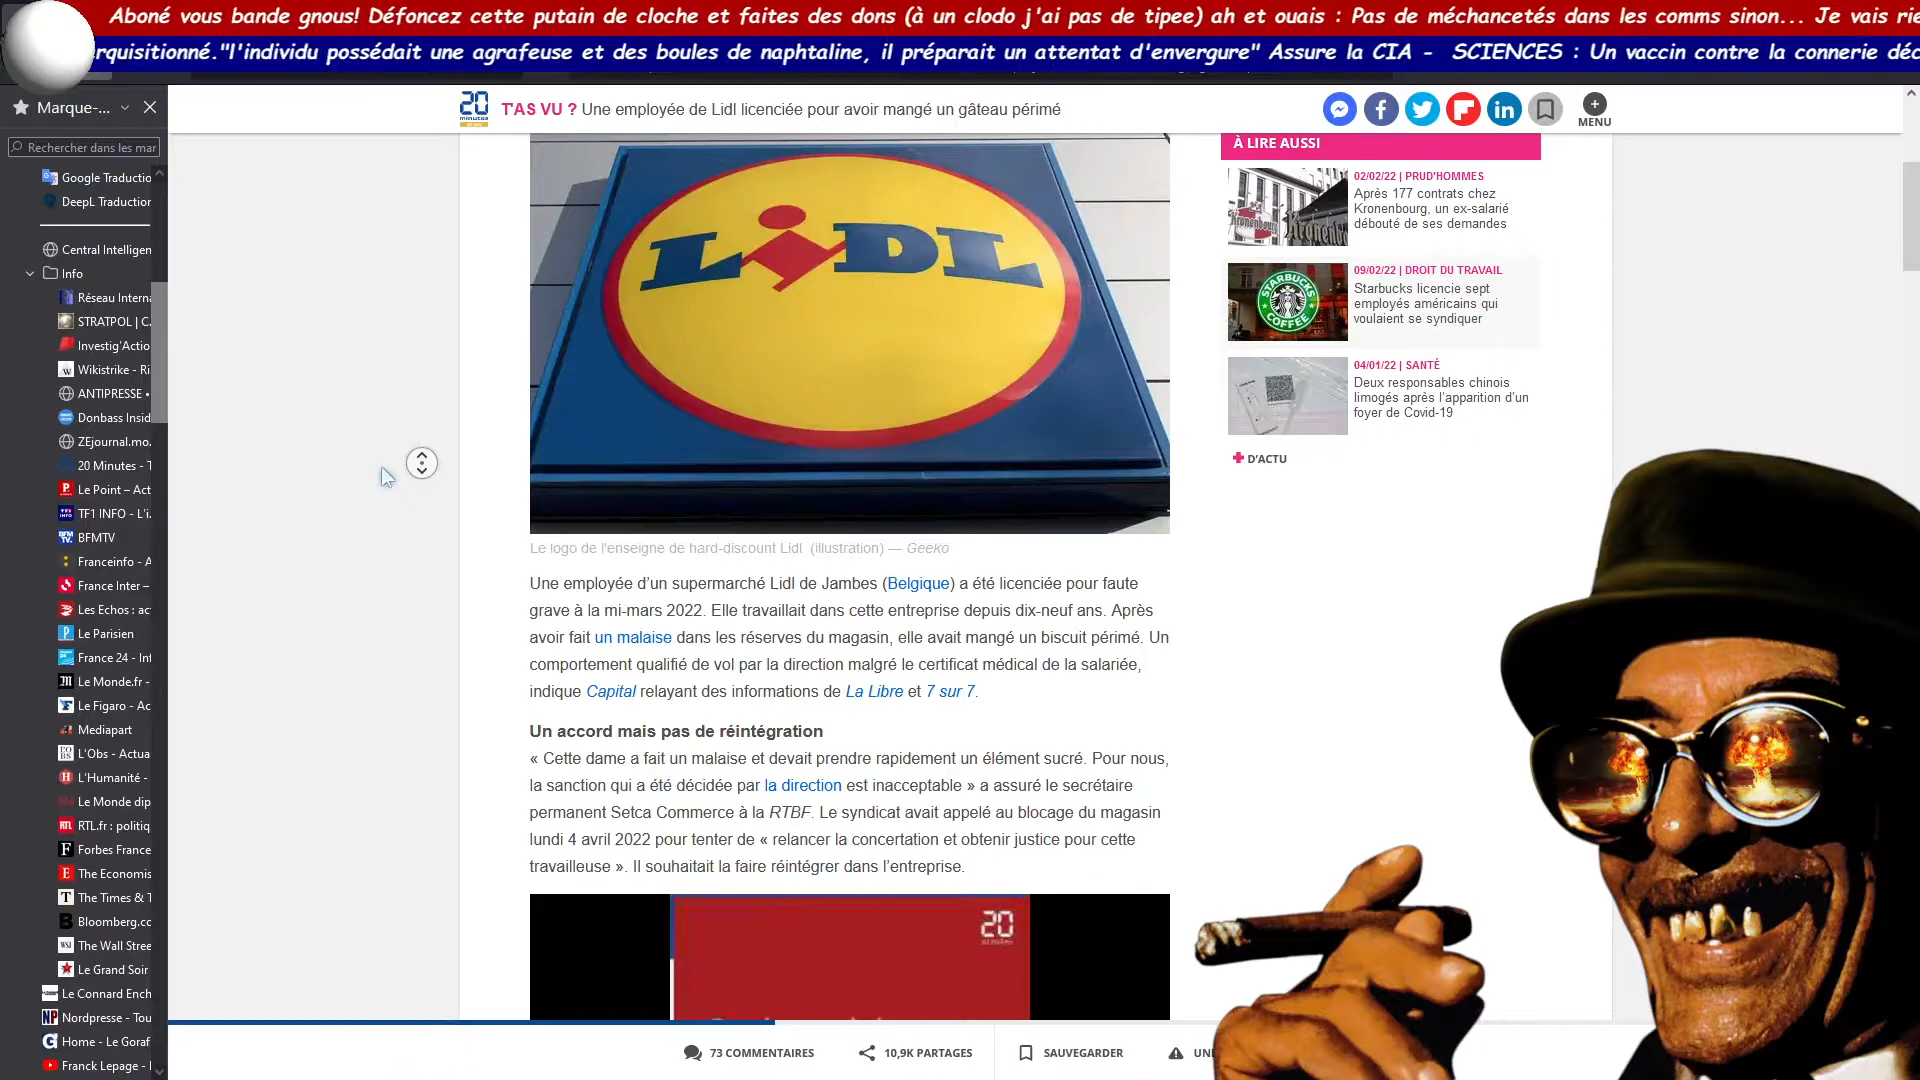 Aboné vous bande gnous! Défoncez cette putain de cloche et faites des dons (à un clodo j'ai pas de tipee) ah et ouais : Pas de méchancetés dans les comms sinon... Je vais rie
rquisitionné."l'individu possédait une agrafeuse et des boules de naphtaline, il préparait un attentat d'envergure" Assure la CIA - SCIENCES : Un vaccin contre la connerie déc
Marque-...
20 minutes
T'AS VU ? Une employée de Lidl licenciée pour avoir mangé un gâteau périmé
MENU
Rechercher dans les mar
Google Traductio
DeepL Traduction
Central Intelligen
Info
Réseau Interna
STRATPOL | C.
Investig'Actio
Wikistrike - Ri
ANTIPRESSE •
Donbass Insid
ZEjournal.mo.
20 Minutes - T
Le Point – Act
TF1 INFO - L'i.
BFMTV
Franceinfo - A
France Inter –
Les Echos : act
Le Parisien
France 24 - Inf
Le Monde.fr -
Le Figaro - Ac
Mediapart
L'Obs - Actua
L'Humanité -
Le Monde dip
RTL.fr : politiq
Forbes France
The Economis
The Times & T
Bloomberg.co
The Wall Stree
Le Grand Soir
Le Connard Ench
Nordpresse - Tou
Home - Le Goraf
Franck Lepage -
LiDL
Le logo de l'enseigne de hard-discount Lidl. (illustration) — Geeko
Une employée d'un supermarché Lidl de Jambes (Belgique) a été licenciée pour faute
grave à la mi-mars 2022. Elle travaillait dans cette entreprise depuis dix-neuf ans. Après
avoir fait un malaise dans les réserves du magasin, elle avait mangé un biscuit périmé. Un
comportement qualifié de vol par la direction malgré le certificat médical de la salariée,
indique Capital relayant des informations de La Libre et 7 sur 7.
Un accord mais pas de réintégration
« Cette dame a fait un malaise et devait prendre rapidement un élément sucré. Pour nous,
la sanction qui a été décidée par la direction est inacceptable » a assuré le secrétaire
permanent Setca Commerce à la RTBF. Le syndicat avait appelé au blocage du magasin
lundi 4 avril 2022 pour tenter de « relancer la concertation et obtenir justice pour cette
travailleuse ». Il souhaitait la faire réintégrer dans l'entreprise.
20
À LIRE AUSSI
Kronenbourg
Kronenb
02/02/22 | PRUD'HOMMES
Après 177 contrats chez
Kronenbourg, un ex-salarié
débouté de ses demandes
STARBUCKS
COFFEE
09/02/22 | DROIT DU TRAVAIL
Starbucks licencie sept
employés américains qui
voulaient se syndiquer
04/01/22 | SANTÉ
Deux responsables chinois
limogés après l'apparition d'un
foyer de Covid-19
D'ACTU
73 COMMENTAIRES
10,9K PARTAGES
SAUVEGARDER
UNE